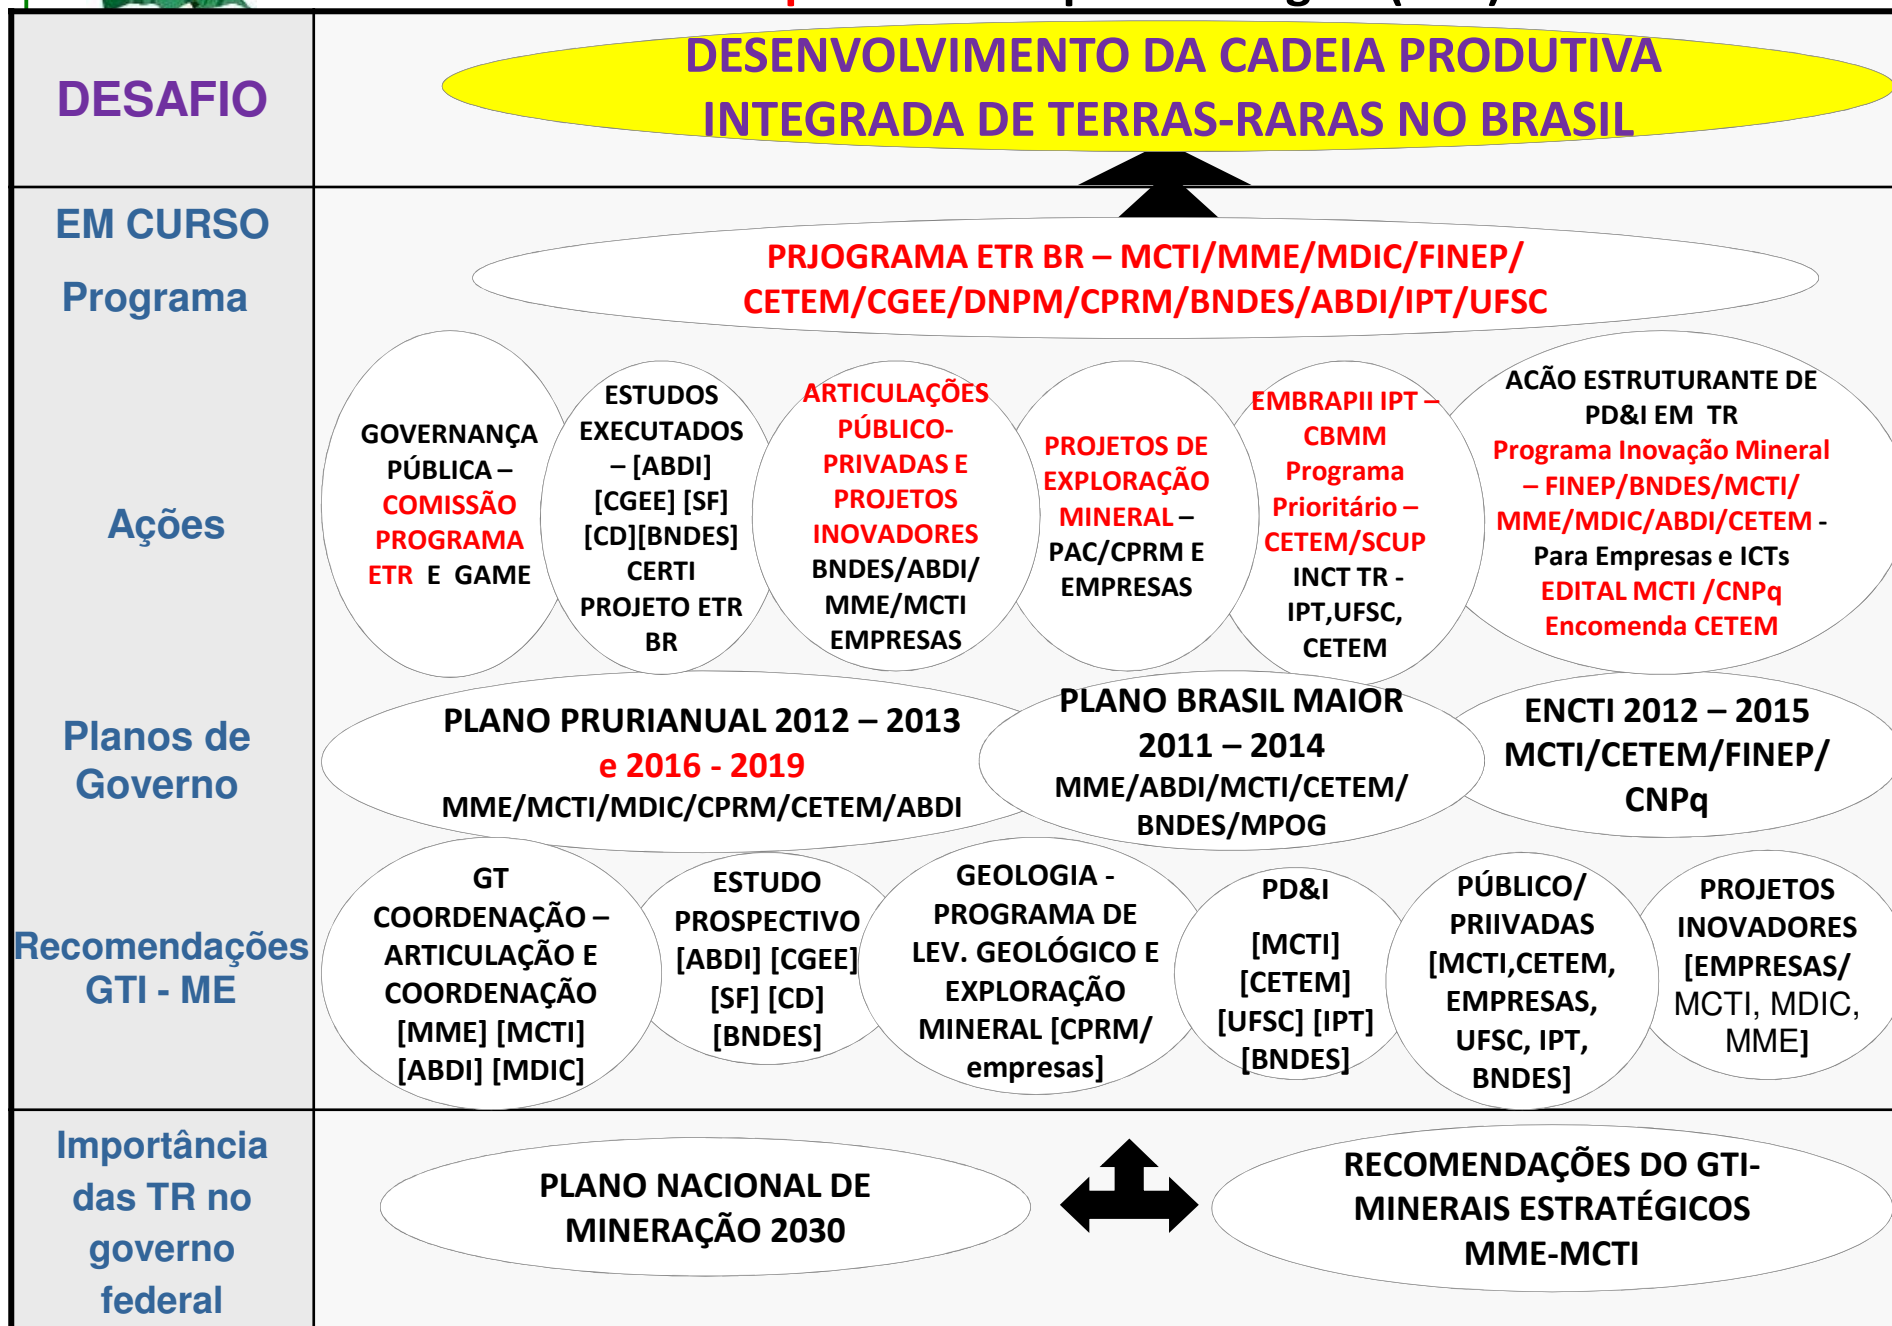 DESAFIO
DESENVOLVIMENTO DA CADEIA PRODUTIVA
INTEGRADA DE TERRAS-RARAS NO BRASIL
EM CURSO
Programa
PRJOGRAMA ETR BR – MCTI/MME/MDIC/FINEP/
CETEM/CGEE/DNPM/CPRM/BNDES/ABDI/IPT/UFSC
Ações
GOVERNANÇA
PÚBLICA –
COMISSÃO
PROGRAMA
ETR E GAME
ESTUDOS
EXECUTADOS
– [ABDI]
[CGEE] [SF]
[CD][BNDES]
CERTI
PROJETO ETR
BR
ARTICULAÇÕES
PÚBLICO-
PRIVADAS E
PROJETOS
INOVADORES
BNDES/ABDI/
MME/MCTI
EMPRESAS
PROJETOS DE
EXPLORAÇÃO
MINERAL –
PAC/CPRM E
EMPRESAS
EMBRAPII IPT –
CBMM
Programa
Prioritário –
CETEM/SCUP
INCT TR -
IPT,UFSC,
CETEM
ACÃO ESTRUTURANTE DE
PD&I EM TR
Programa Inovação Mineral
– FINEP/BNDES/MCTI/
MME/MDIC/ABDI/CETEM -
Para Empresas e ICTs
EDITAL MCTI /CNPq
Encomenda CETEM
Planos de
Governo
PLANO PRURIANUAL 2012 – 2013
e 2016 - 2019
MME/MCTI/MDIC/CPRM/CETEM/ABDI
PLANO BRASIL MAIOR
2011 – 2014
MME/ABDI/MCTI/CETEM/
BNDES/MPOG
ENCTI 2012 – 2015
MCTI/CETEM/FINEP/
CNPq
Recomendações
GTI - ME
GT
COORDENAÇÃO –
ARTICULAÇÃO E
COORDENAÇÃO
[MME] [MCTI]
[ABDI] [MDIC]
ESTUDO
PROSPECTIVO
[ABDI] [CGEE]
[SF] [CD]
[BNDES]
GEOLOGIA -
PROGRAMA DE
LEV. GEOLÓGICO E
EXPLORAÇÃO
MINERAL [CPRM/
empresas]
PD&I
[MCTI]
[CETEM]
[UFSC] [IPT]
[BNDES]
PÚBLICO/
PRIIVADAS
[MCTI,CETEM,
EMPRESAS,
UFSC, IPT,
BNDES]
PROJETOS
INOVADORES
[EMPRESAS/
MCTI, MDIC,
MME]
Importância
das TR no
governo
federal
PLANO NACIONAL DE
MINERAÇÃO 2030
RECOMENDAÇÕES DO GTI-
MINERAIS ESTRATÉGICOS
MME-MCTI